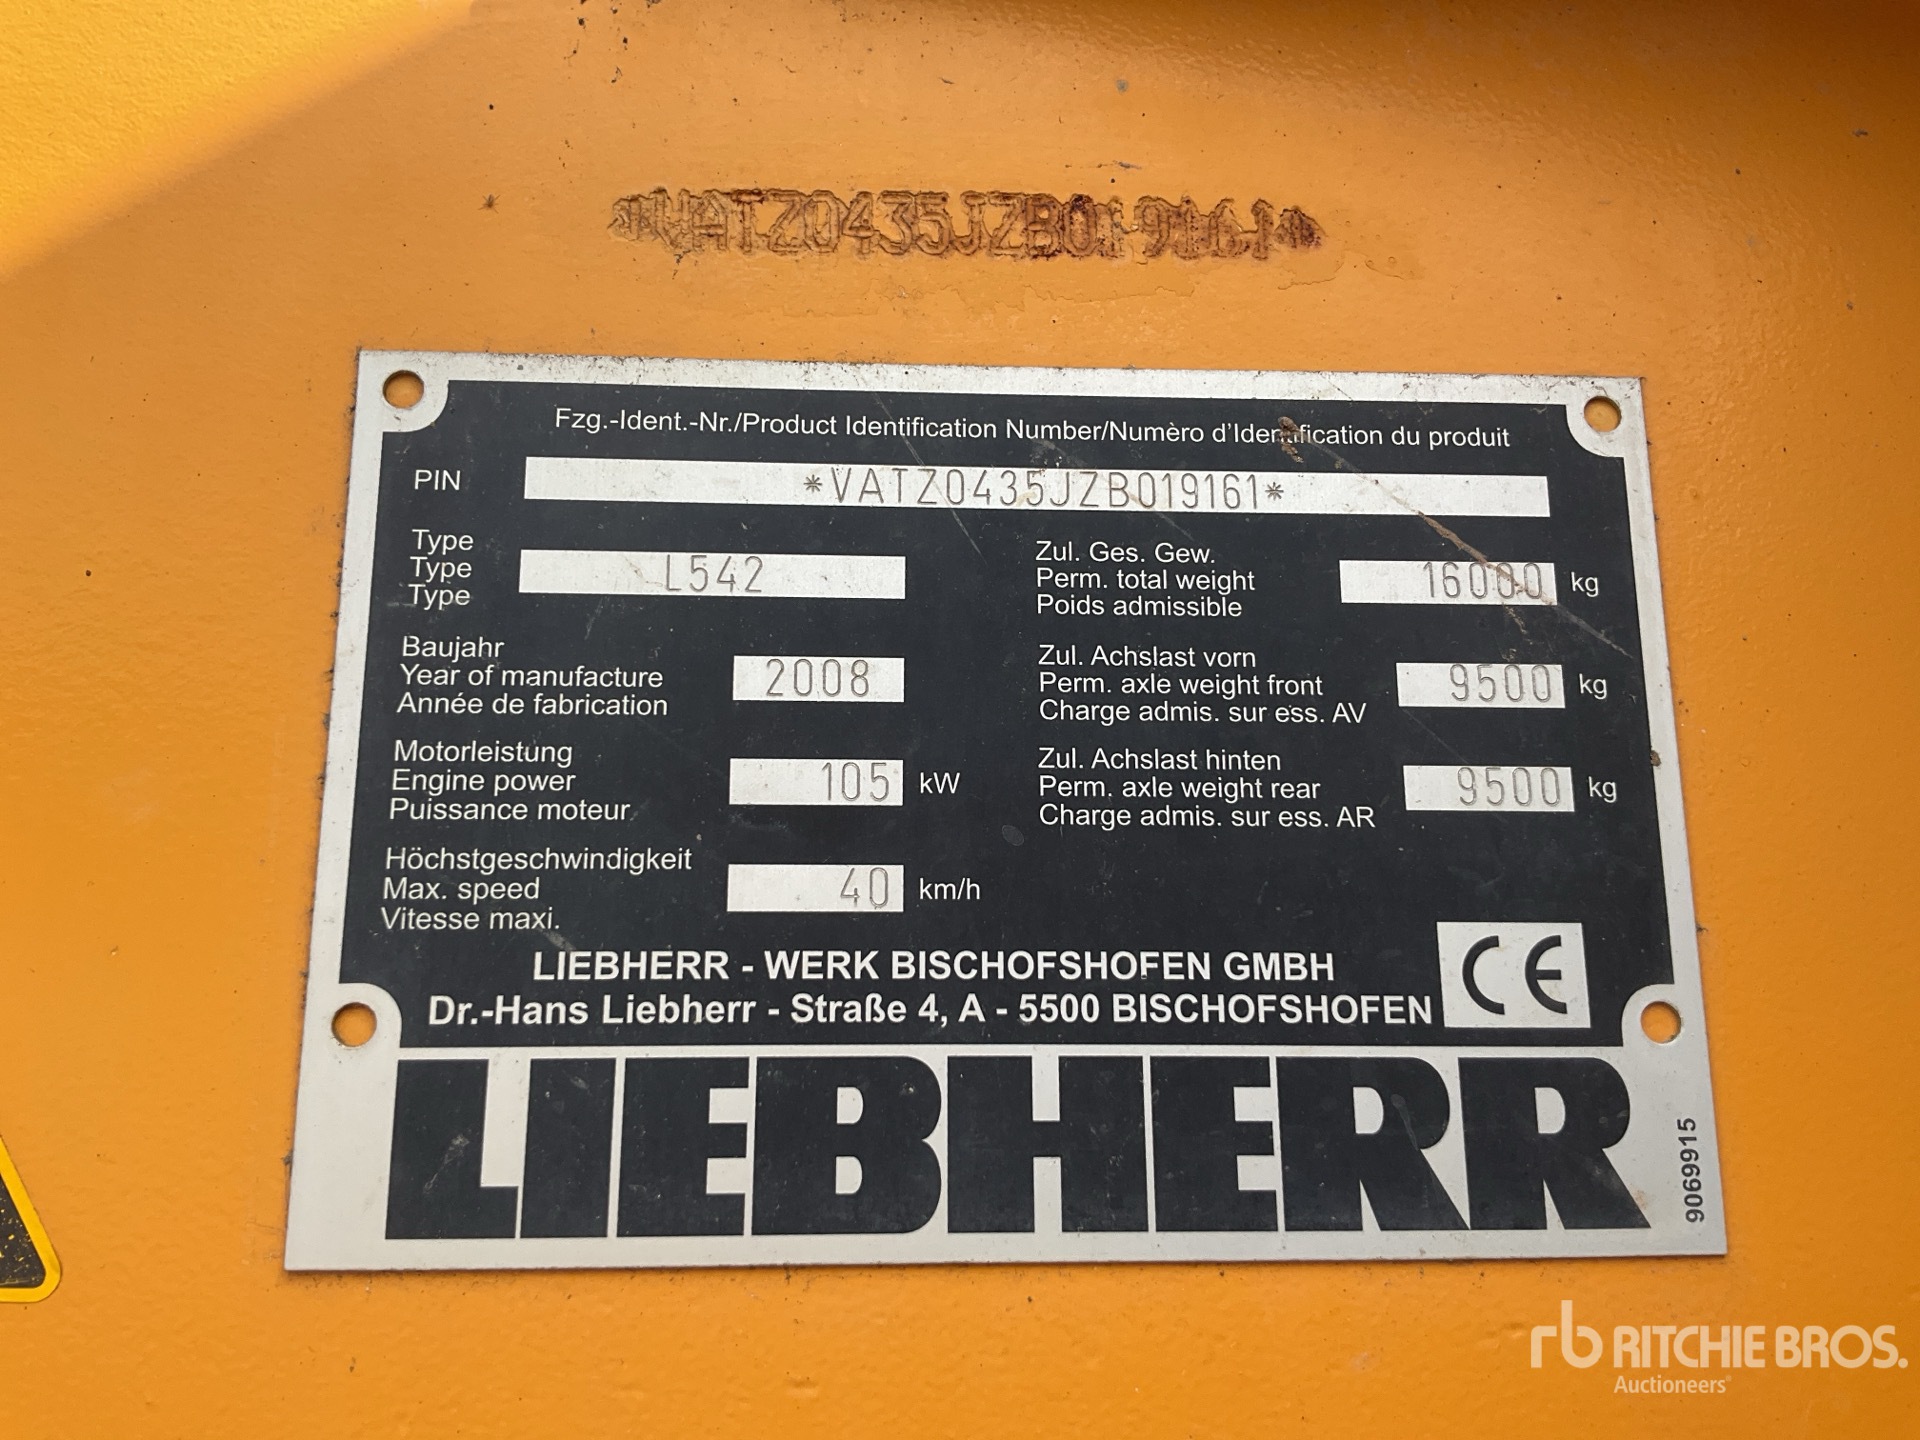 *VATZ0435JZB019161*
Fzg.-Ident.-Nr./Product Identification Number/Numèro d'Identification du produit
PIN *VATZ0435JZB019161*
Type
Type L542
Type
Zul. Ges. Gew.
Perm. total weight 16000 kg
Poids admissible
Baujahr
Year of manufacture 2008
Année de fabrication
Zul. Achslast vorn
Perm. axle weight front 9500 kg
Charge admis. sur ess. AV
Motorleistung
Engine power 105 kW
Puissance moteur
Zul. Achslast hinten
Perm. axle weight rear 9500 kg
Charge admis. sur ess. AR
Höchstgeschwindigkeit
Max. speed 40 km/h
Vitesse maxi.
LIEBHERR - WERK BISCHOFSHOFEN GMBH
Dr.-Hans Liebherr - Straße 4, A - 5500 BISCHOFSHOFEN
CE
LIEBHERR
9069915
rb RITCHIE BROS.
Auctioneers